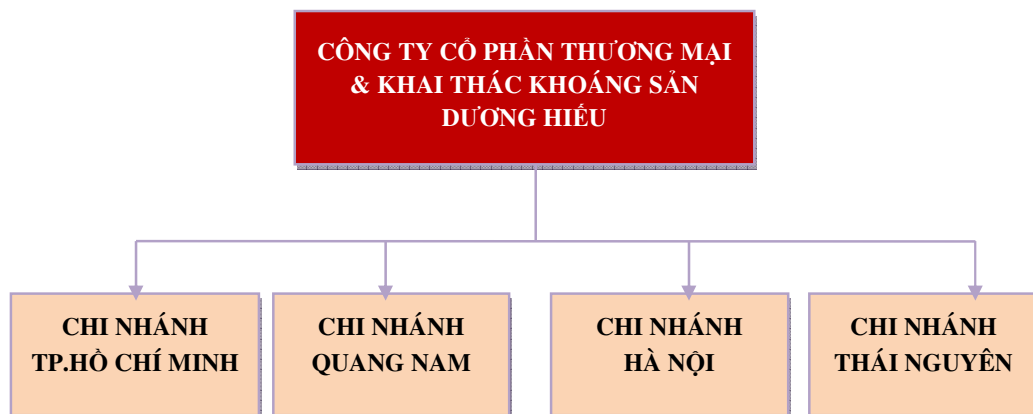 CÔNG TY CỔ PHẦN THƯƠNG MẠI
& KHAI THÁC KHOÁNG SẢN
DƯƠNG HIẾU
CHI NHÁNH
TP.HỒ CHÍ MINH
CHI NHÁNH
QUANG NAM
CHI NHÁNH
HÀ NỘI
CHI NHÁNH
THÁI NGUYÊN